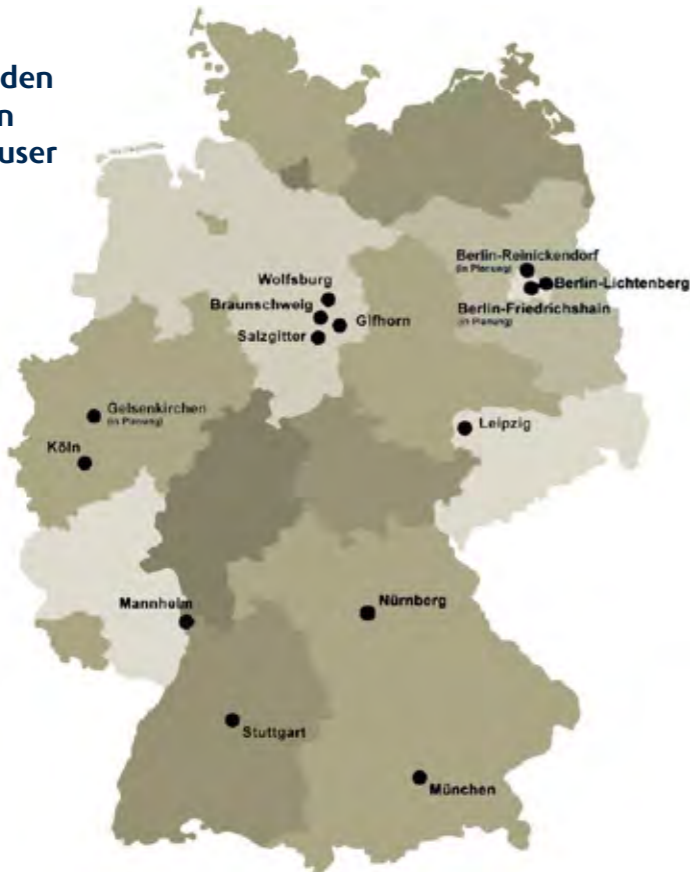 den
n
user
Berlin-Reinickendorf
(in Planung)
Berlin-Lichtenberg
Berlin-Friedrichshain
(in Planung)
Wolfsburg
Braunschweig
Gifhorn
Salzgitter
Gelsenkirchen
(in Planung)
Köln
Leipzig
Mannheim
Nürnberg
Stuttgart
München